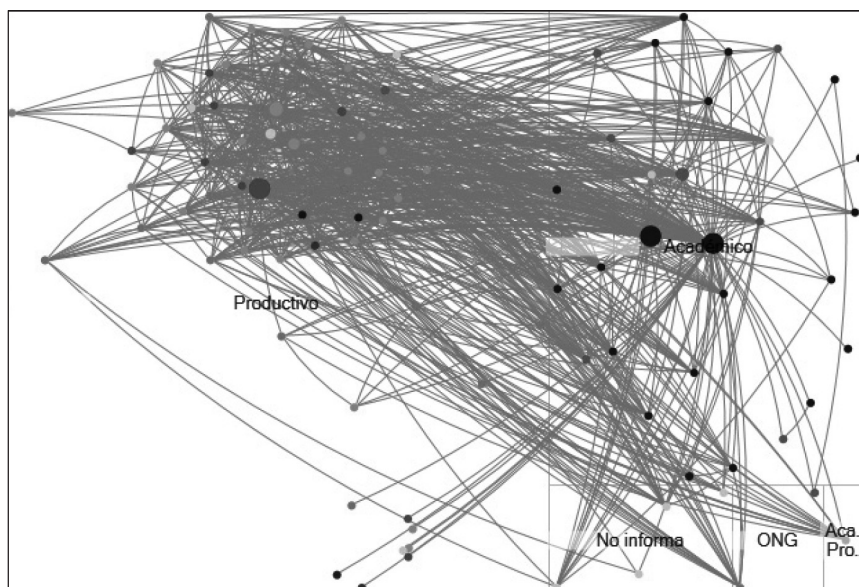 Académico
Productivo
No informa
ONG
Aca..
Pro..